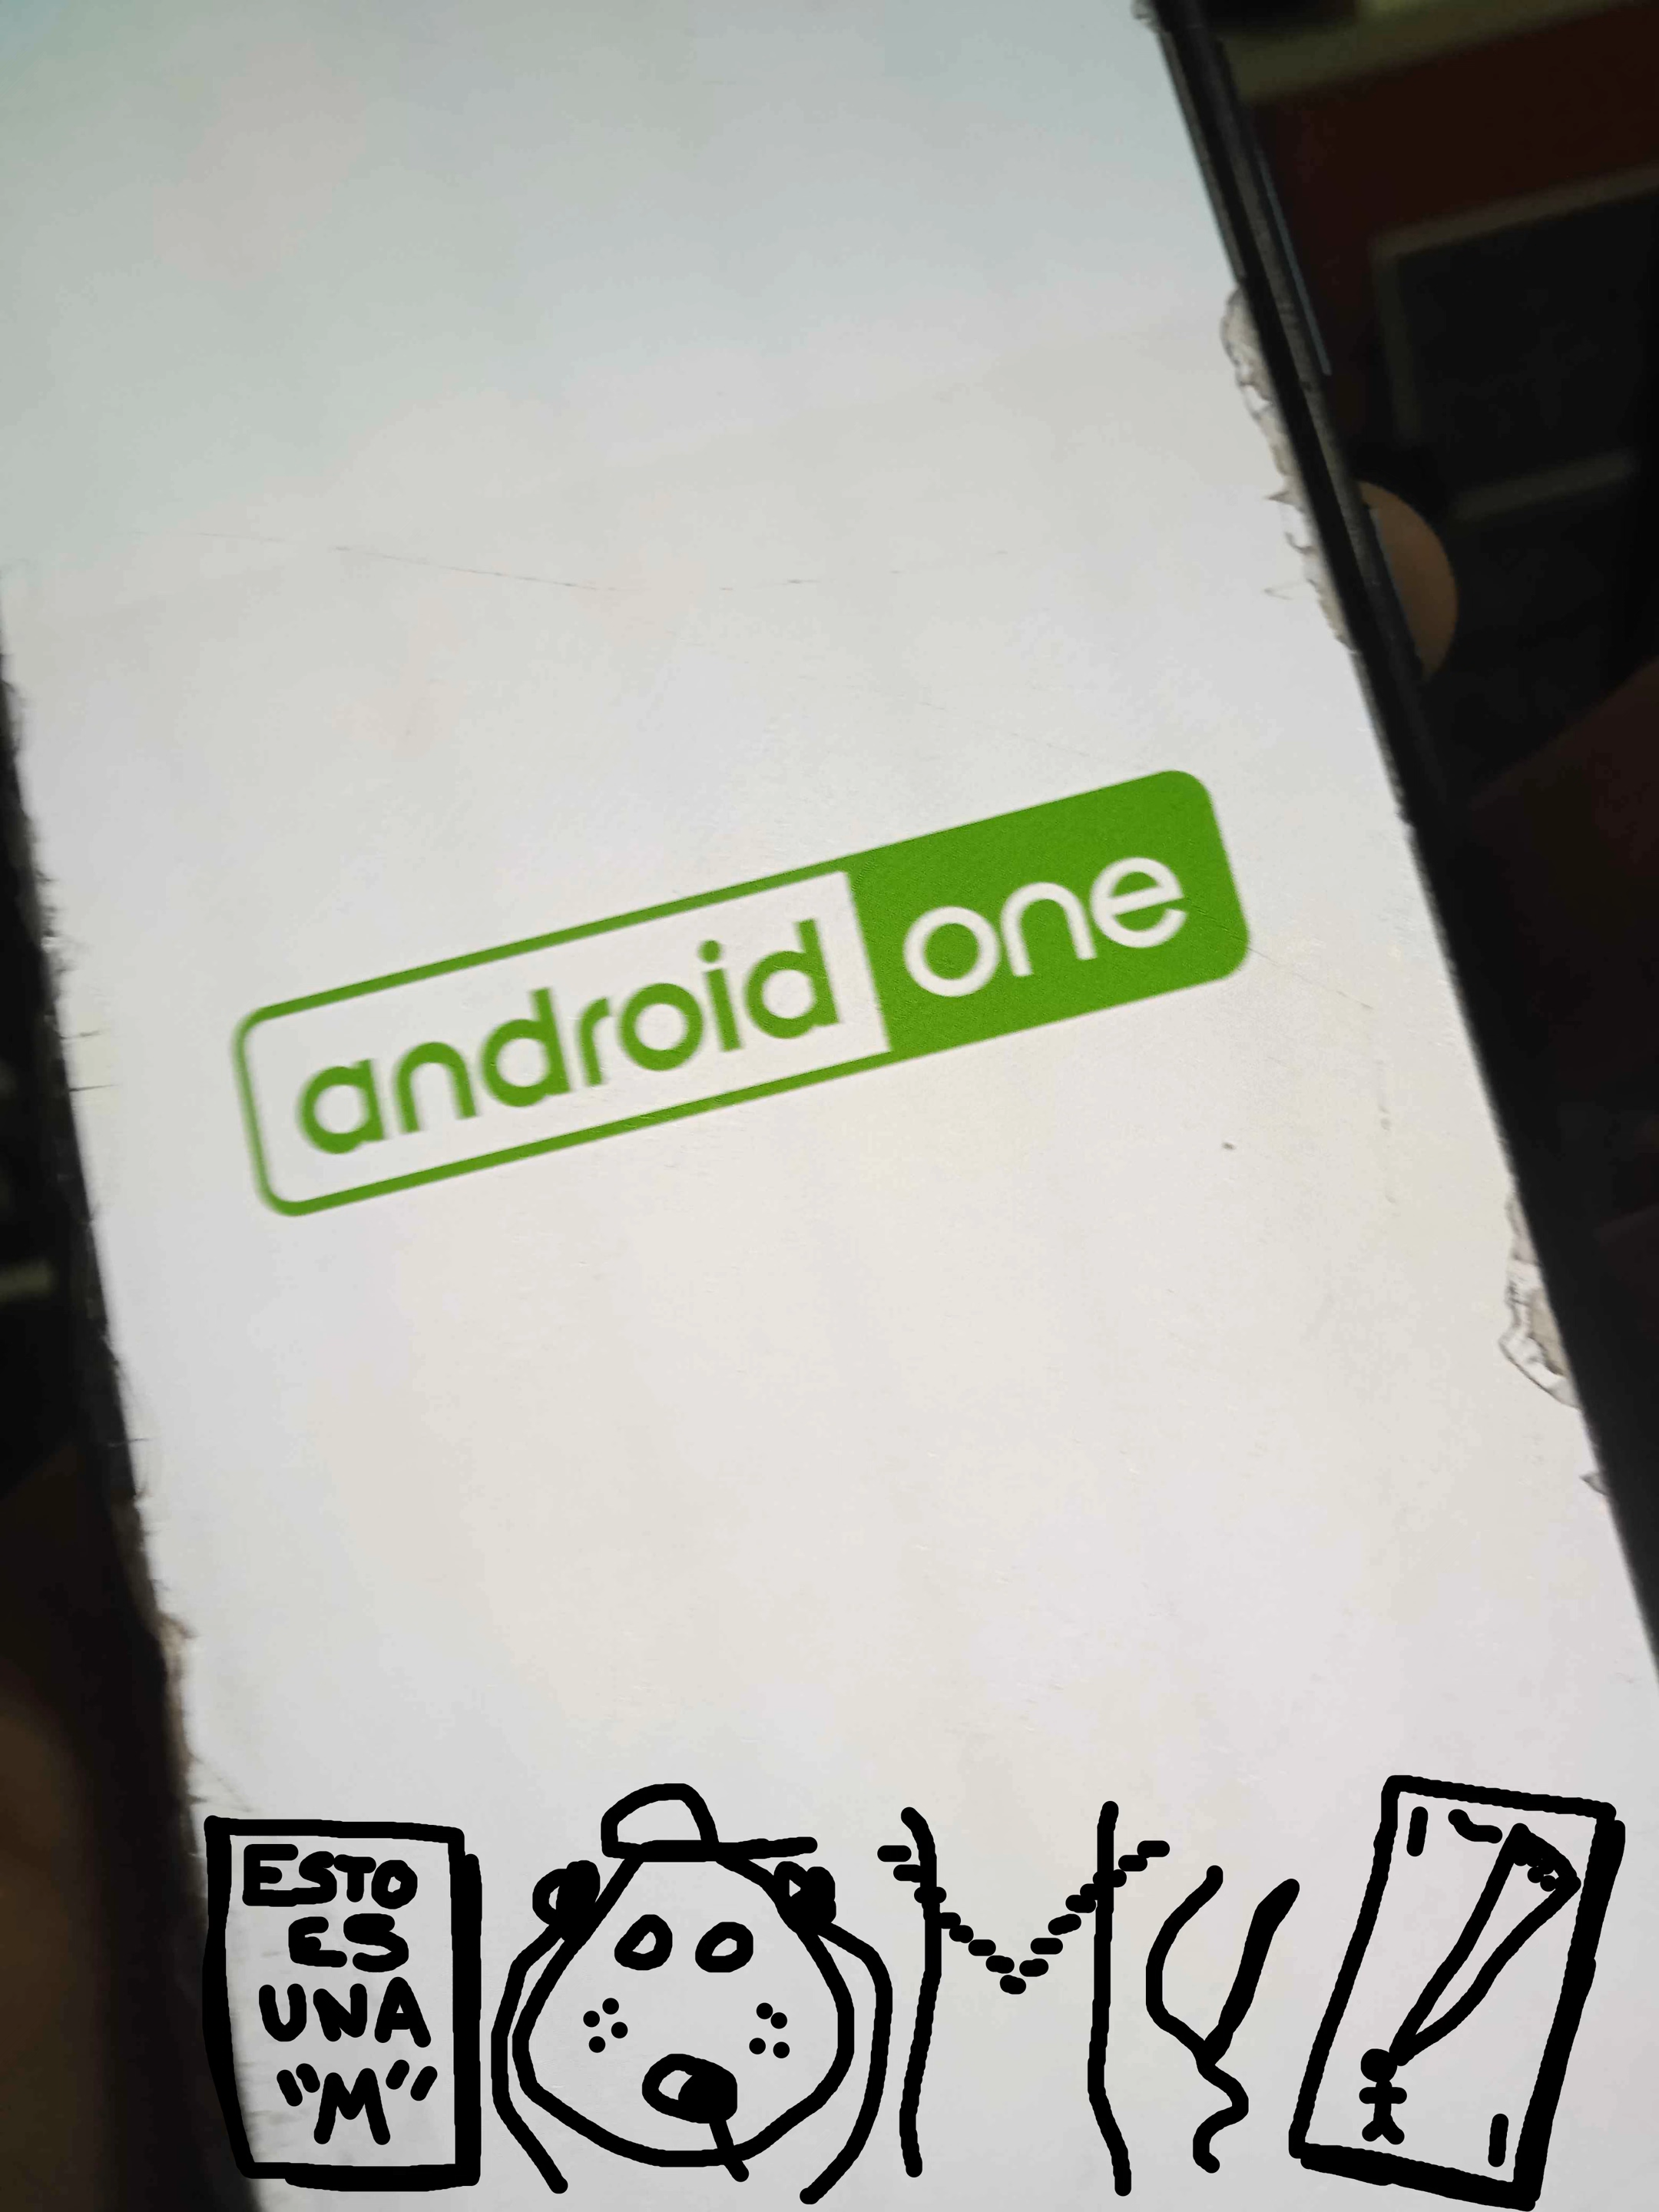 android one
ESTO
ES
UNA
"M"